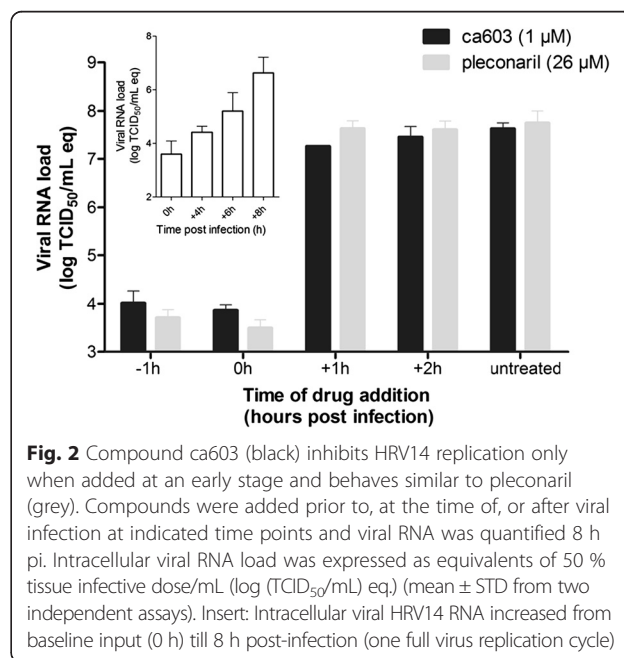 ca603 (1 µM)
pleconaril (26 µM)
Viral RNA load
(log TCID50/mL eq)
9
8
7
6
5
4
3
-1h
0h
+1h
+2h
untreated
Time of drug addition
(hours post infection)
Viral RNA load
(log TCID50/mL eq)
8
6
4
2
0h
+4h
+6h
+8h
Time post infection (h)
Fig. 2 Compound ca603 (black) inhibits HRV14 replication only
when added at an early stage and behaves similar to pleconaril
(grey). Compounds were added prior to, at the time of, or after viral
infection at indicated time points and viral RNA was quantified 8 h
pi. Intracellular viral RNA load was expressed as equivalents of 50 %
tissue infective dose/mL (log (TCID50/mL) eq.) (mean ± STD from two
independent assays). Insert: Intracellular viral HRV14 RNA increased from
baseline input (0 h) till 8 h post-infection (one full virus replication cycle)